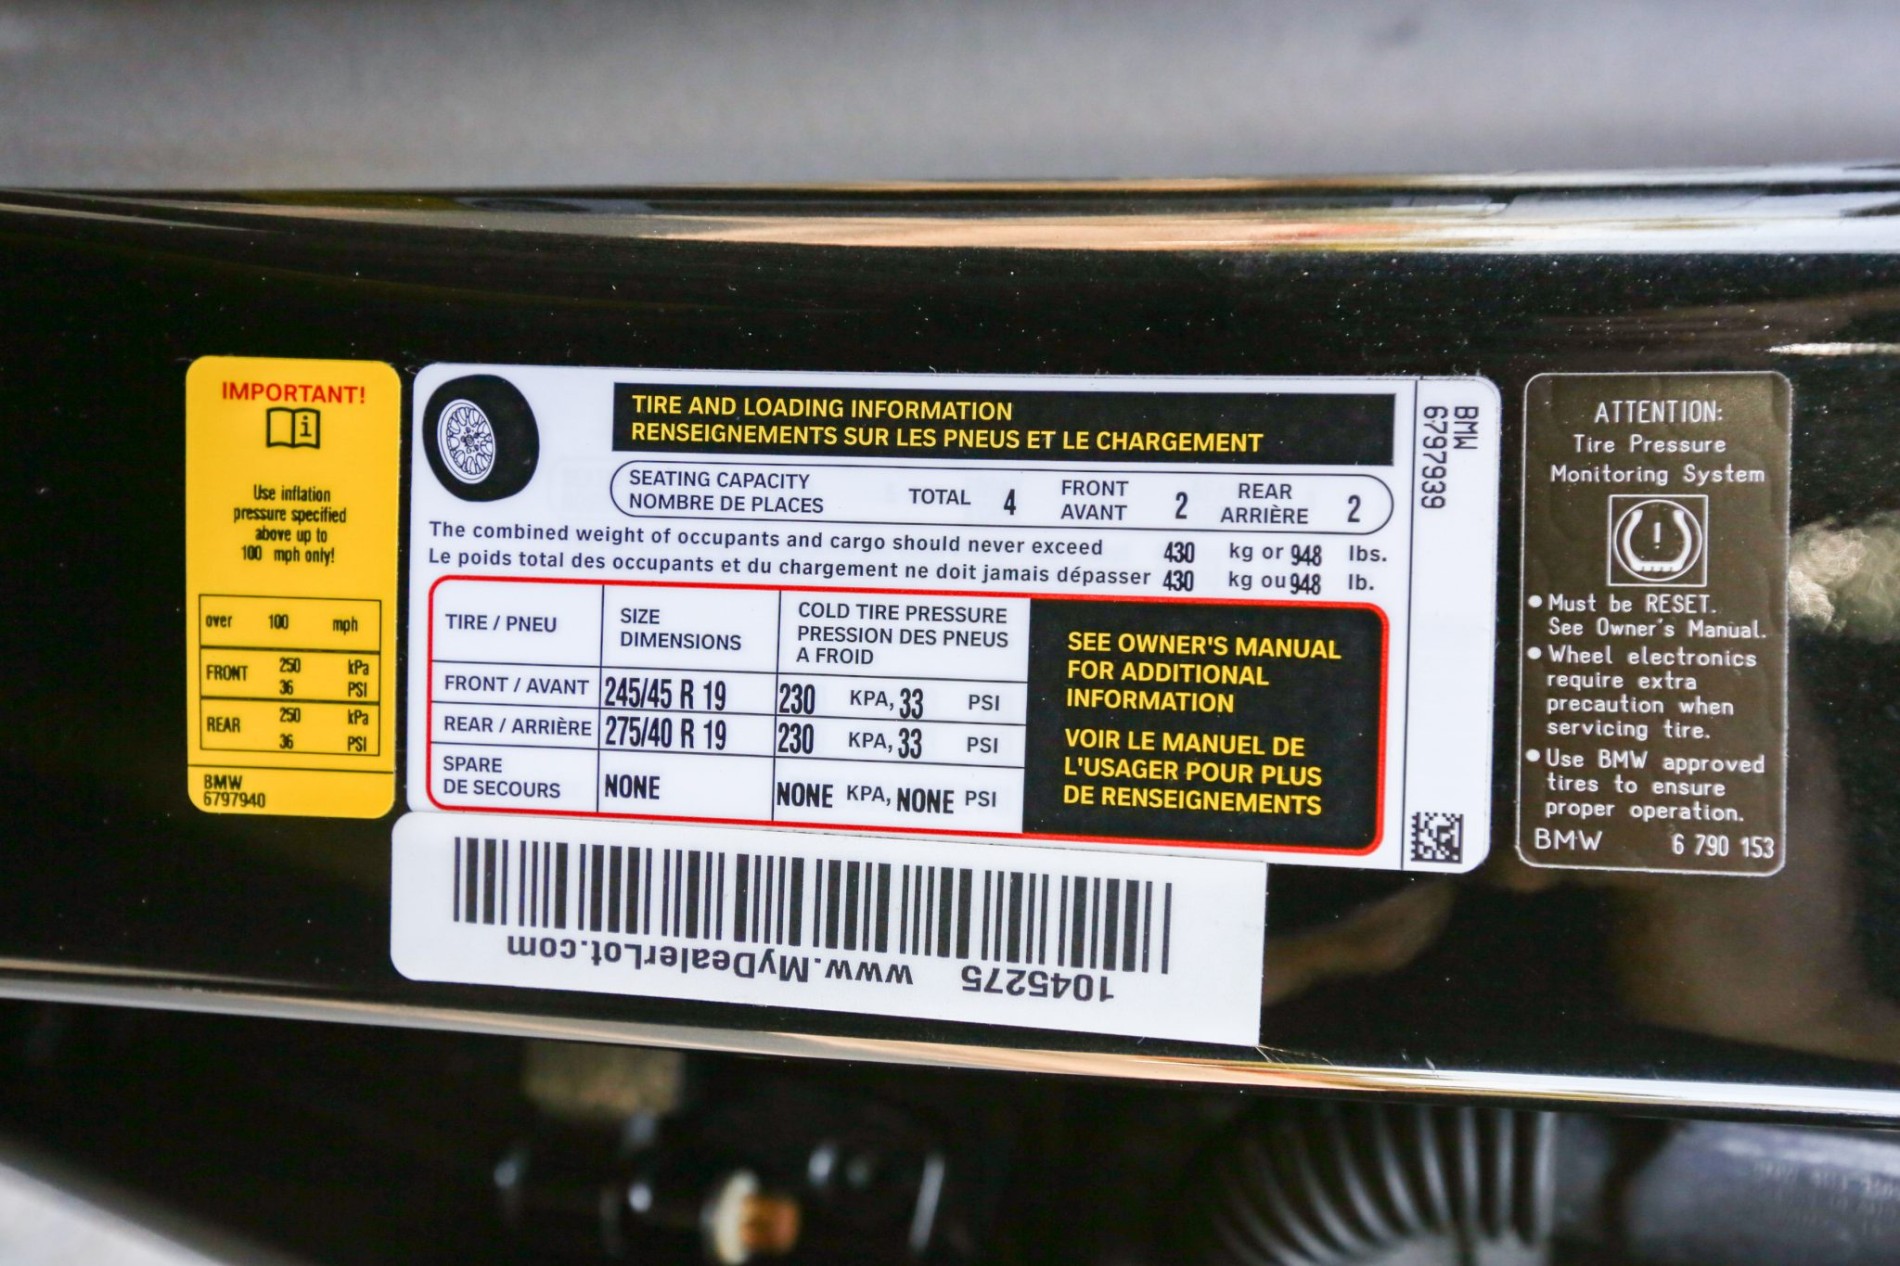 IMPORTANT!
i
Use inflation
pressure specified
above up to
100 mph only!
over 100 mph
FRONT 250 kPa
36 PSI
REAR 250 kPa
36 PSI
BMW
6797940
TIRE AND LOADING INFORMATION
RENSEIGNEMENTS SUR LES PNEUS ET LE CHARGEMENT
SEATING CAPACITY
NOMBRE DE PLACES
TOTAL 4
FRONT
AVANT
2
REAR
ARRIÈRE
2
The combined weight of occupants and cargo should never exceed 430 kg or 948 lbs.
Le poids total des occupants et du chargement ne doit jamais dépasser 430 kg ou 948 lb.
TIRE / PNEU
SIZE
DIMENSIONS
COLD TIRE PRESSURE
PRESSION DES PNEUS
A FROID
FRONT / AVANT 245/45 R 19 230 KPA, 33 PSI
REAR / ARRIÈRE 275/40 R 19 230 KPA, 33 PSI
SPARE
DE SECOURS
NONE NONE KPA, NONE PSI
SEE OWNER'S MANUAL
FOR ADDITIONAL
INFORMATION
VOIR LE MANUEL DE
L'USAGER POUR PLUS
DE RENSEIGNEMENTS
BMW
6797939
1045275 www.MyDealerLot.com
ATTENTION:
Tire Pressure
Monitoring System
!
Must be RESET.
See Owner's Manual.
Wheel electronics
require extra
precaution when
servicing tire.
Use BMW approved
tires to ensure
proper operation.
BMW 6 790 153